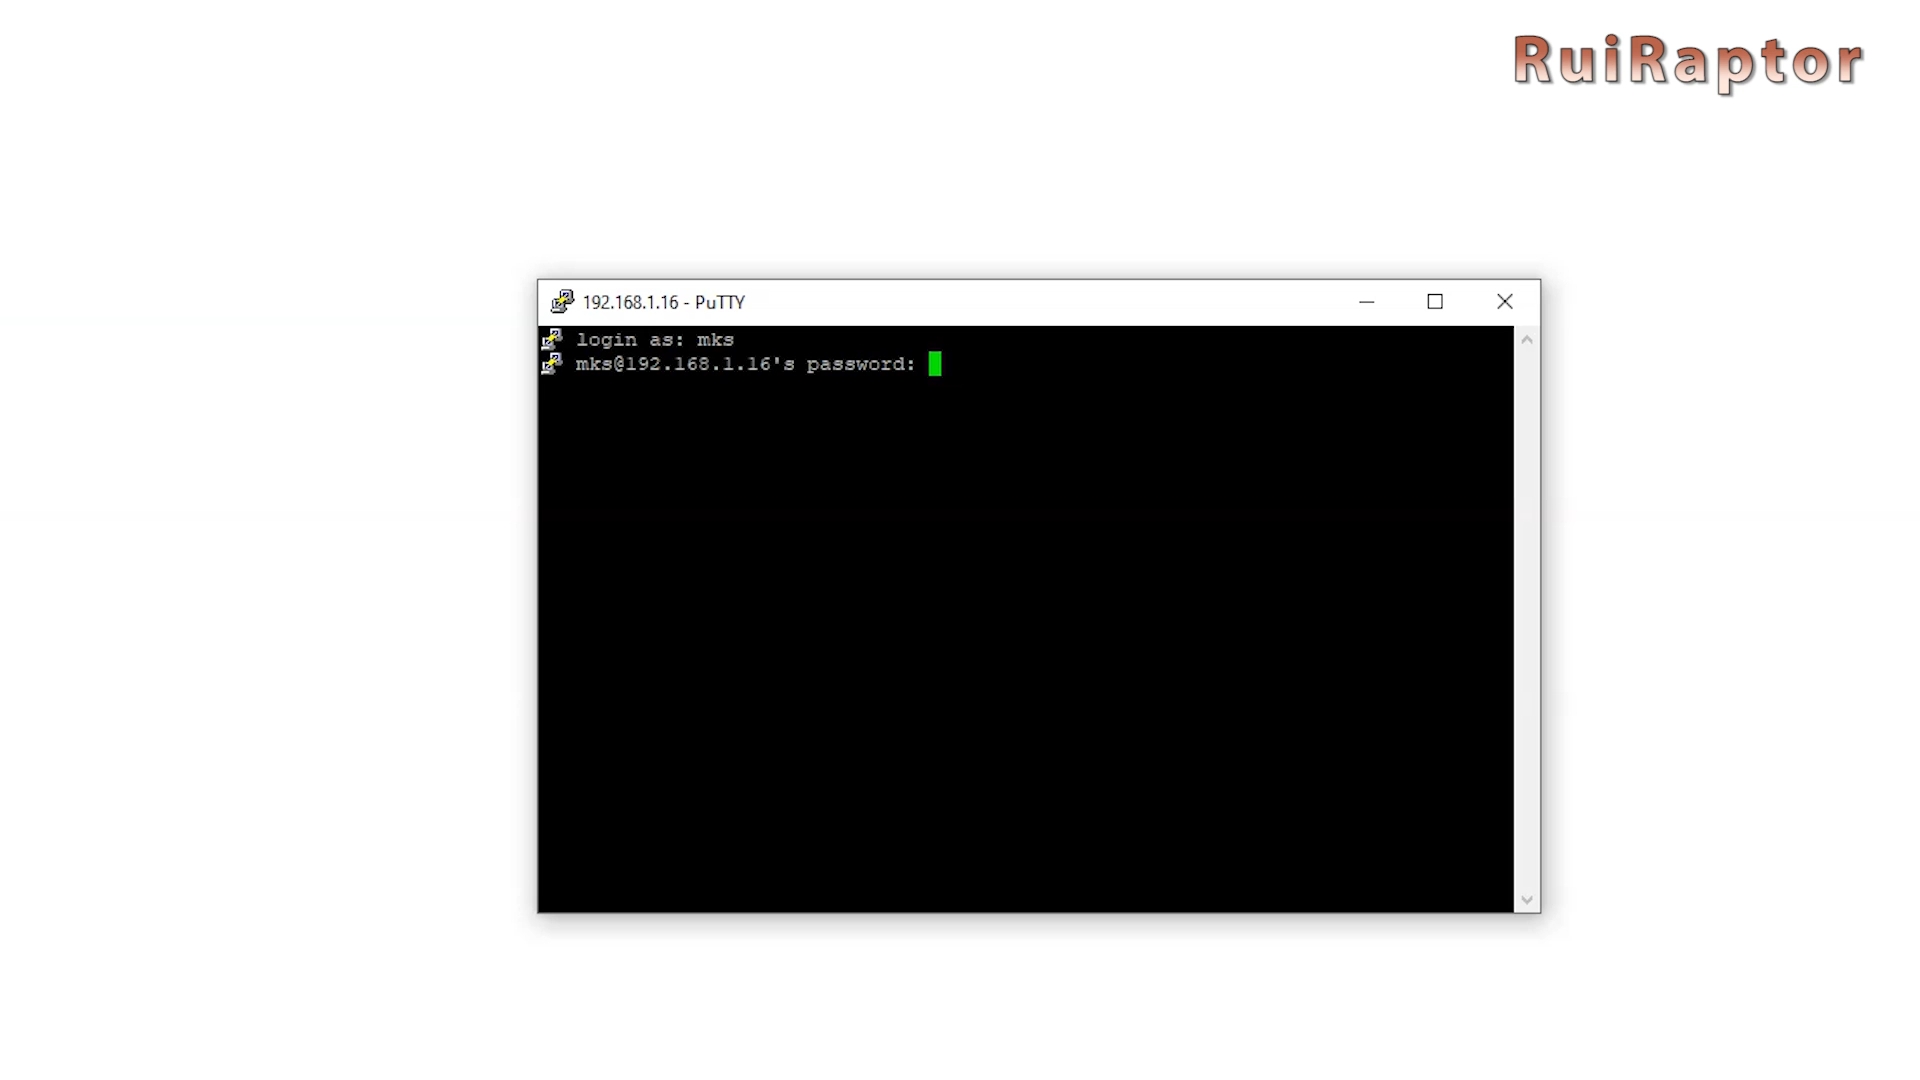 RuiRaptor
192.168.1.16 - PuTTY
login as: mks
mks@192.168.1.16's password: